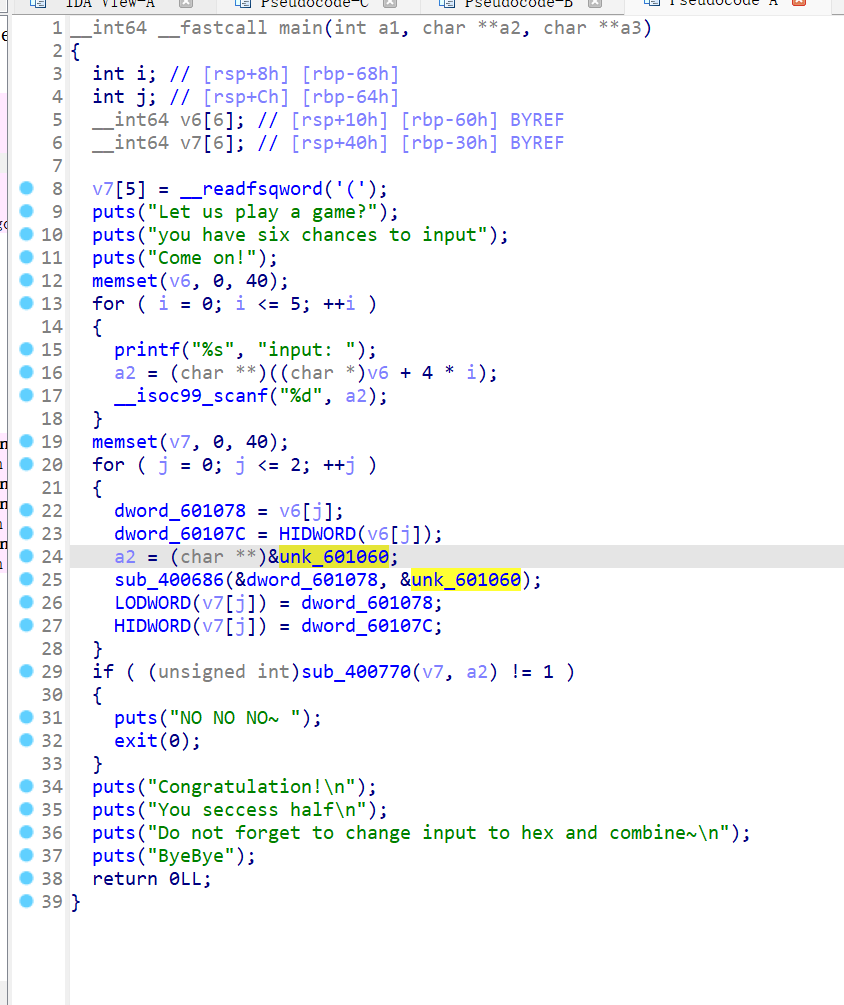 IDA View-A Pseudocode-C Pseudocode-B Pseudocode-A
1 __int64 __fastcall main(int a1, char **a2, char **a3)
2 {
3 int i; // [rsp+8h] [rbp-68h]
4 int j; // [rsp+Ch] [rbp-64h]
5 __int64 v6[6]; // [rsp+10h] [rbp-60h] BYREF
6 __int64 v7[6]; // [rsp+40h] [rbp-30h] BYREF
7
8 v7[5] = __readfsqword('(');
9 puts("Let us play a game?");
10 puts("you have six chances to input");
11 puts("Come on!");
12 memset(v6, 0, 40);
13 for ( i = 0; i <= 5; ++i )
14 {
15 printf("%s", "input: ");
16 a2 = (char **)((char *)v6 + 4 * i);
17 __isoc99_scanf("%d", a2);
18 }
19 memset(v7, 0, 40);
20 for ( j = 0; j <= 2; ++j )
21 {
22 dword_601078 = v6[j];
23 dword_60107C = HIDWORD(v6[j]);
24 a2 = (char **)&unk_601060;
25 sub_400686(&dword_601078, &unk_601060);
26 LODWORD(v7[j]) = dword_601078;
27 HIDWORD(v7[j]) = dword_60107C;
28 }
29 if ( (unsigned int)sub_400770(v7, a2) != 1 )
30 {
31 puts("NO NO NO~ ");
32 exit(0);
33 }
34 puts("Congratulation!\n");
35 puts("You seccess half\n");
36 puts("Do not forget to change input to hex and combine~\n");
37 puts("ByeBye");
38 return 0LL;
39 }